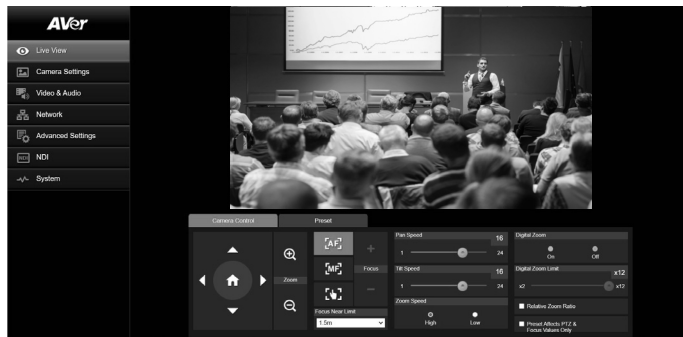 AVer
Live View
Camera Settings
Video & Audio
Network
Advanced Settings
NDI
NDI
System
Camera Control
Preset
Zoom
AF
MF
Focus
Focus Near Limit
1.5m
Pan Speed
16
1
24
Tilt Speed
16
1
24
Zoom Speed
High
Low
Digital Zoom
On
Off
Digital Zoom Limit
x12
x2
x12
Relative Zoom Ratio
Preset Affects PTZ &
Focus Values Only